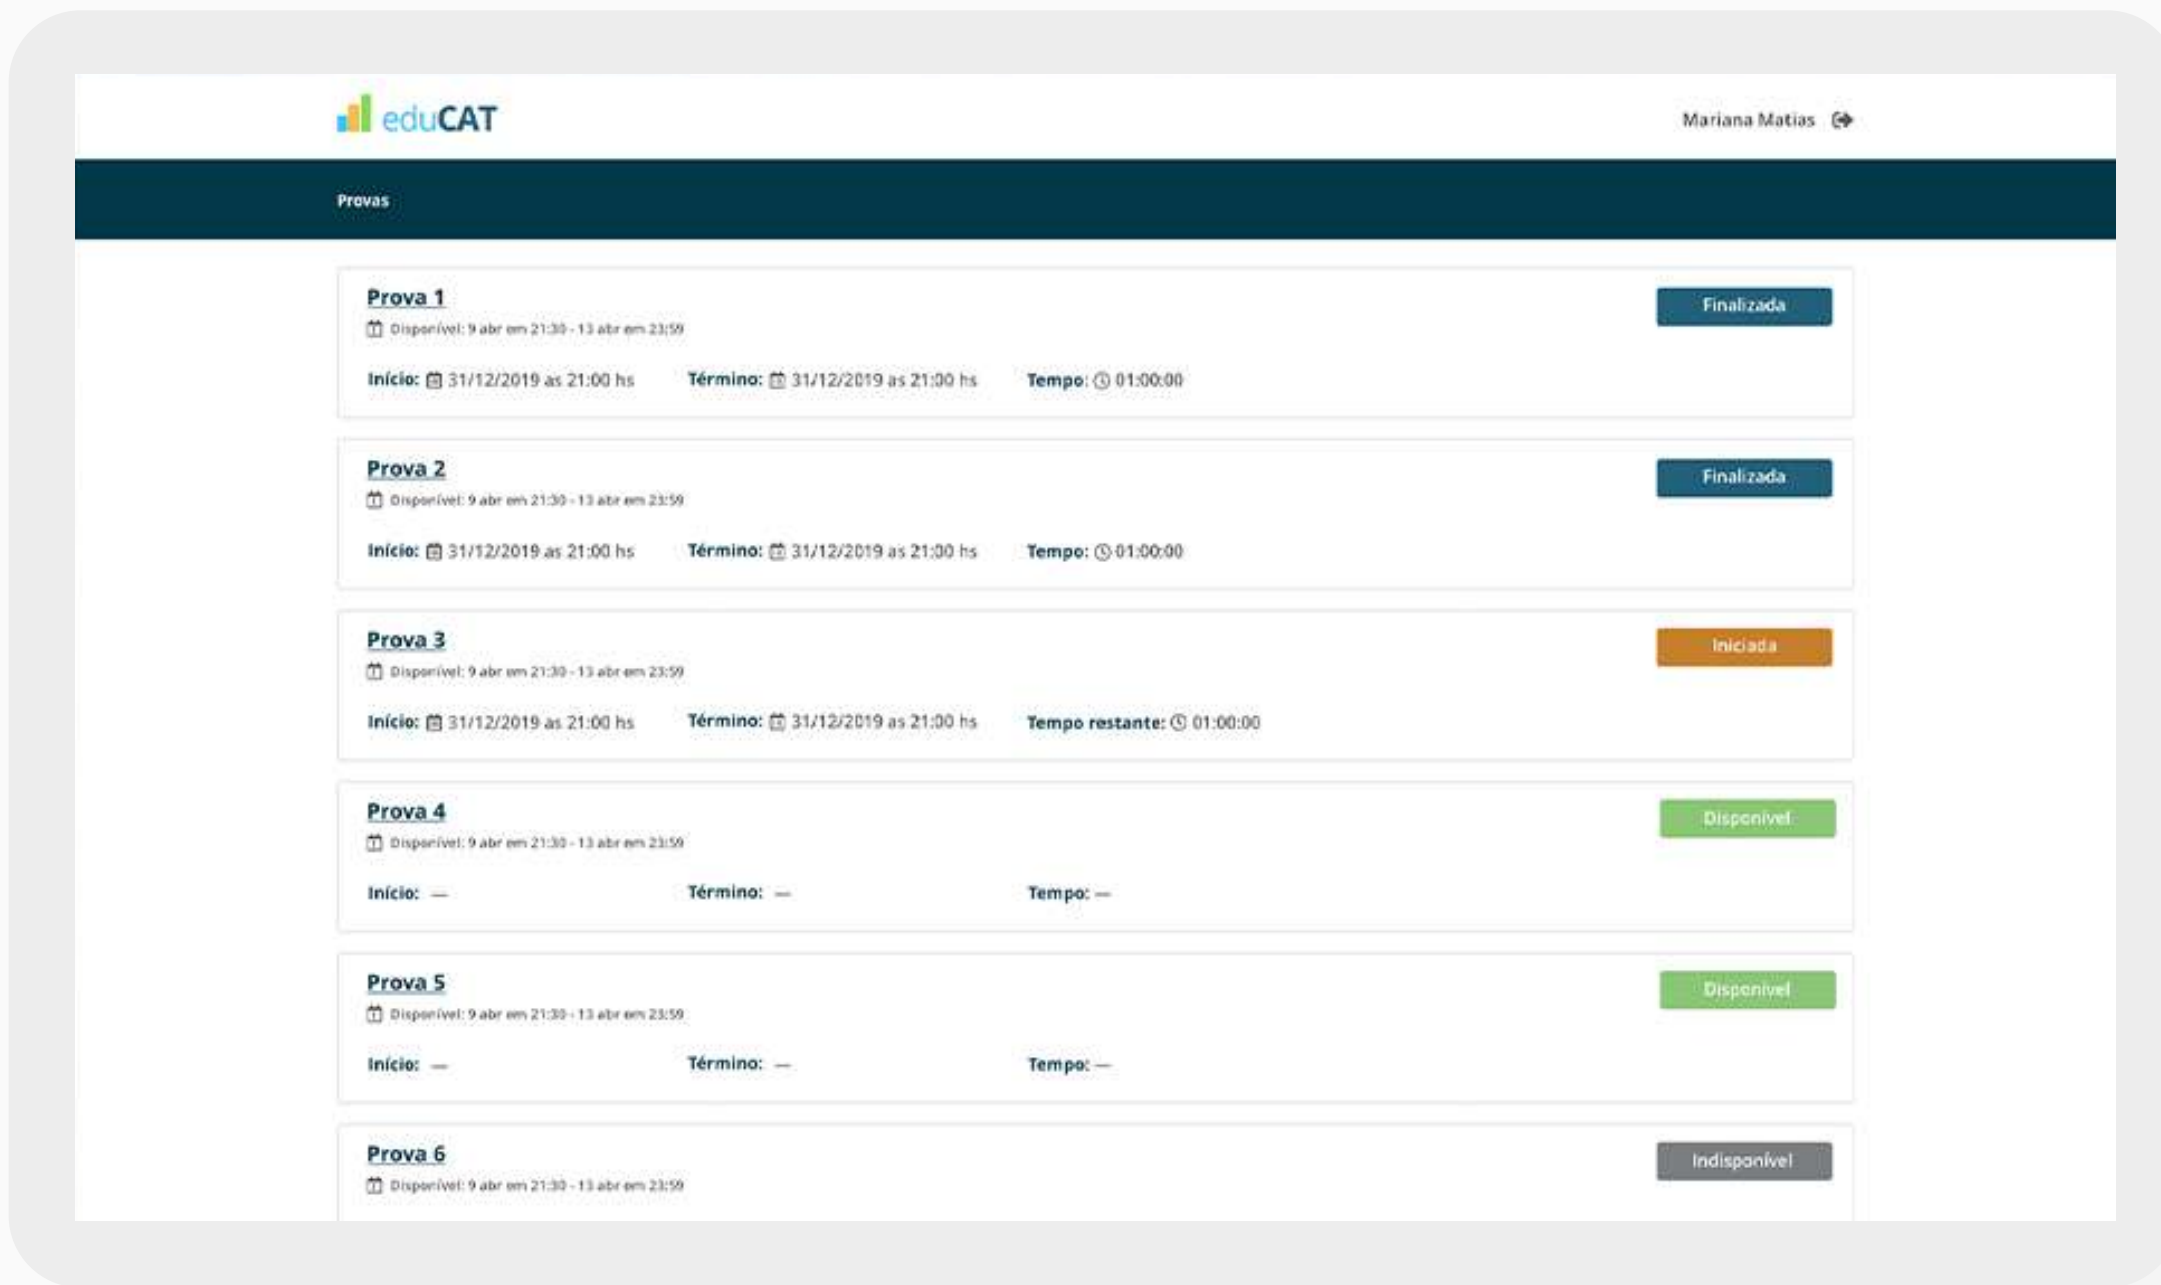 eduCAT
Mariana Matias
Provas
Prova 1
Finalizada
Disponível: 9 abr em 21:30 - 13 abr em 23:59
Início: 31/12/2019 as 21:00 hs Término: 31/12/2019 as 21:00 hs Tempo: 01:00:00
Prova 2
Finalizada
Disponível: 9 abr em 21:30 - 13 abr em 23:59
Início: 31/12/2019 as 21:00 hs Término: 31/12/2019 as 21:00 hs Tempo: 01:00:00
Prova 3
Iniciada
Disponível: 9 abr em 21:30 - 13 abr em 23:59
Início: 31/12/2019 as 21:00 hs Término: 31/12/2019 as 21:00 hs Tempo restante: 01:00:00
Prova 4
Disponível
Disponível: 9 abr em 21:30 - 13 abr em 23:59
Início: — Término: — Tempo: —
Prova 5
Disponível
Disponível: 9 abr em 21:30 - 13 abr em 23:59
Início: — Término: — Tempo: —
Prova 6
Indisponível
Disponível: 9 abr em 21:30 - 13 abr em 23:59